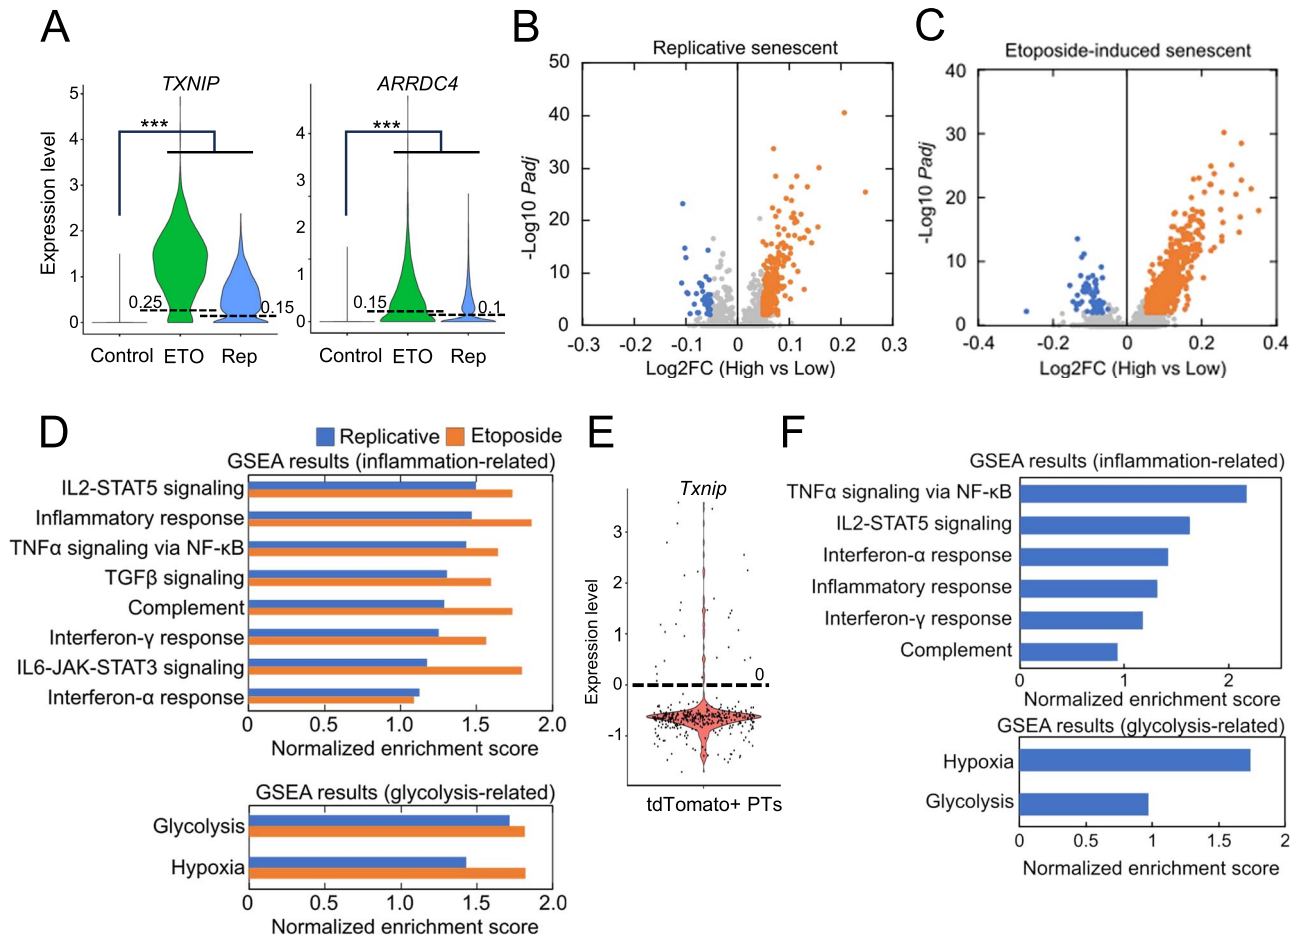 A
TXNIP
ARRDC4
Expression level
5
4
3
2
1
0
***
0.25
0.15
Control ETO Rep
4
3
2
1
0
***
0.15
0.1
Control ETO Rep
B
Replicative senescent
-Log10 Padj
50
40
30
20
10
0
-0.3 -0.2 -0.1 0 0.1 0.2 0.3
Log2FC (High vs Low)
C
Etoposide-induced senescent
-Log10 Padj
40
30
20
10
0
-0.4 -0.2 0 0.2 0.4
Log2FC (High vs Low)
D
Replicative Etoposide
GSEA results (inflammation-related)
IL2-STAT5 signaling
Inflammatory response
TNFα signaling via NF-κB
TGFβ signaling
Complement
Interferon-γ response
IL6-JAK-STAT3 signaling
Interferon-α response
0 0.5 1.0 1.5 2.0
Normalized enrichment score
GSEA results (glycolysis-related)
Glycolysis
Hypoxia
0 0.5 1.0 1.5 2.0
Normalized enrichment score
E
Txnip
Expression level
3
2
1
0
-1
0
tdTomato+ PTs
F
GSEA results (inflammation-related)
TNFα signaling via NF-κB
IL2-STAT5 signaling
Interferon-α response
Inflammatory response
Interferon-γ response
Complement
0 1 2
Normalized enrichment score
GSEA results (glycolysis-related)
Hypoxia
Glycolysis
0 0.5 1 1.5 2
Normalized enrichment score